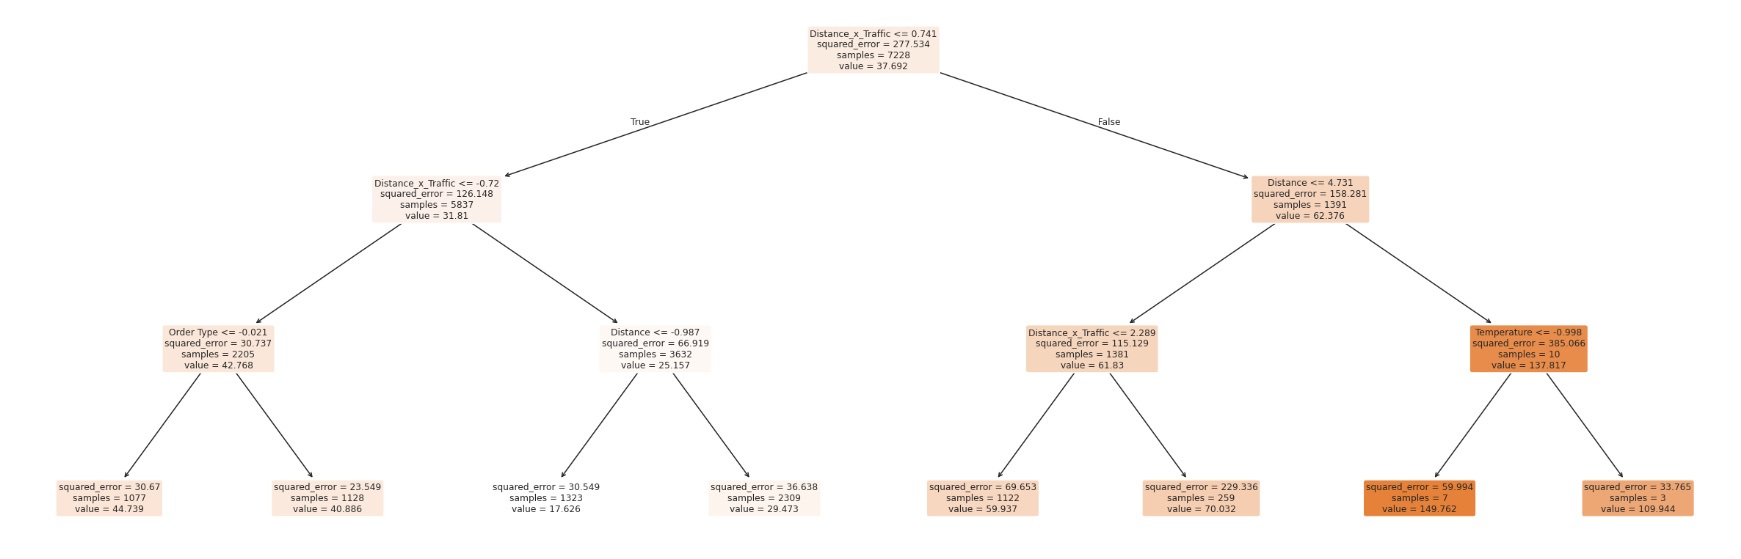 Distance_x_Traffic <= 0.741
squared_error = 277.534
samples = 7228
value = 37.692
True
False
Distance_x_Traffic <= -0.72
squared_error = 126.148
samples = 5837
value = 31.81
Distance <= 4.731
squared_error = 158.281
samples = 1391
value = 62.376
Order Type <= -0.021
squared_error = 30.737
samples = 2205
value = 42.768
Distance <= -0.987
squared_error = 66.919
samples = 3632
value = 25.157
Distance_x_Traffic <= 2.289
squared_error = 115.129
samples = 1381
value = 61.83
Temperature <= -0.998
squared_error = 385.066
samples = 10
value = 137.817
squared_error = 30.67
samples = 1077
value = 44.739
squared_error = 23.549
samples = 1128
value = 40.886
squared_error = 30.549
samples = 1323
value = 17.626
squared_error = 36.638
samples = 2309
value = 29.473
squared_error = 69.653
samples = 1122
value = 59.937
squared_error = 229.336
samples = 259
value = 70.032
squared_error = 59.994
samples = 7
value = 149.762
squared_error = 33.765
samples = 3
value = 109.944